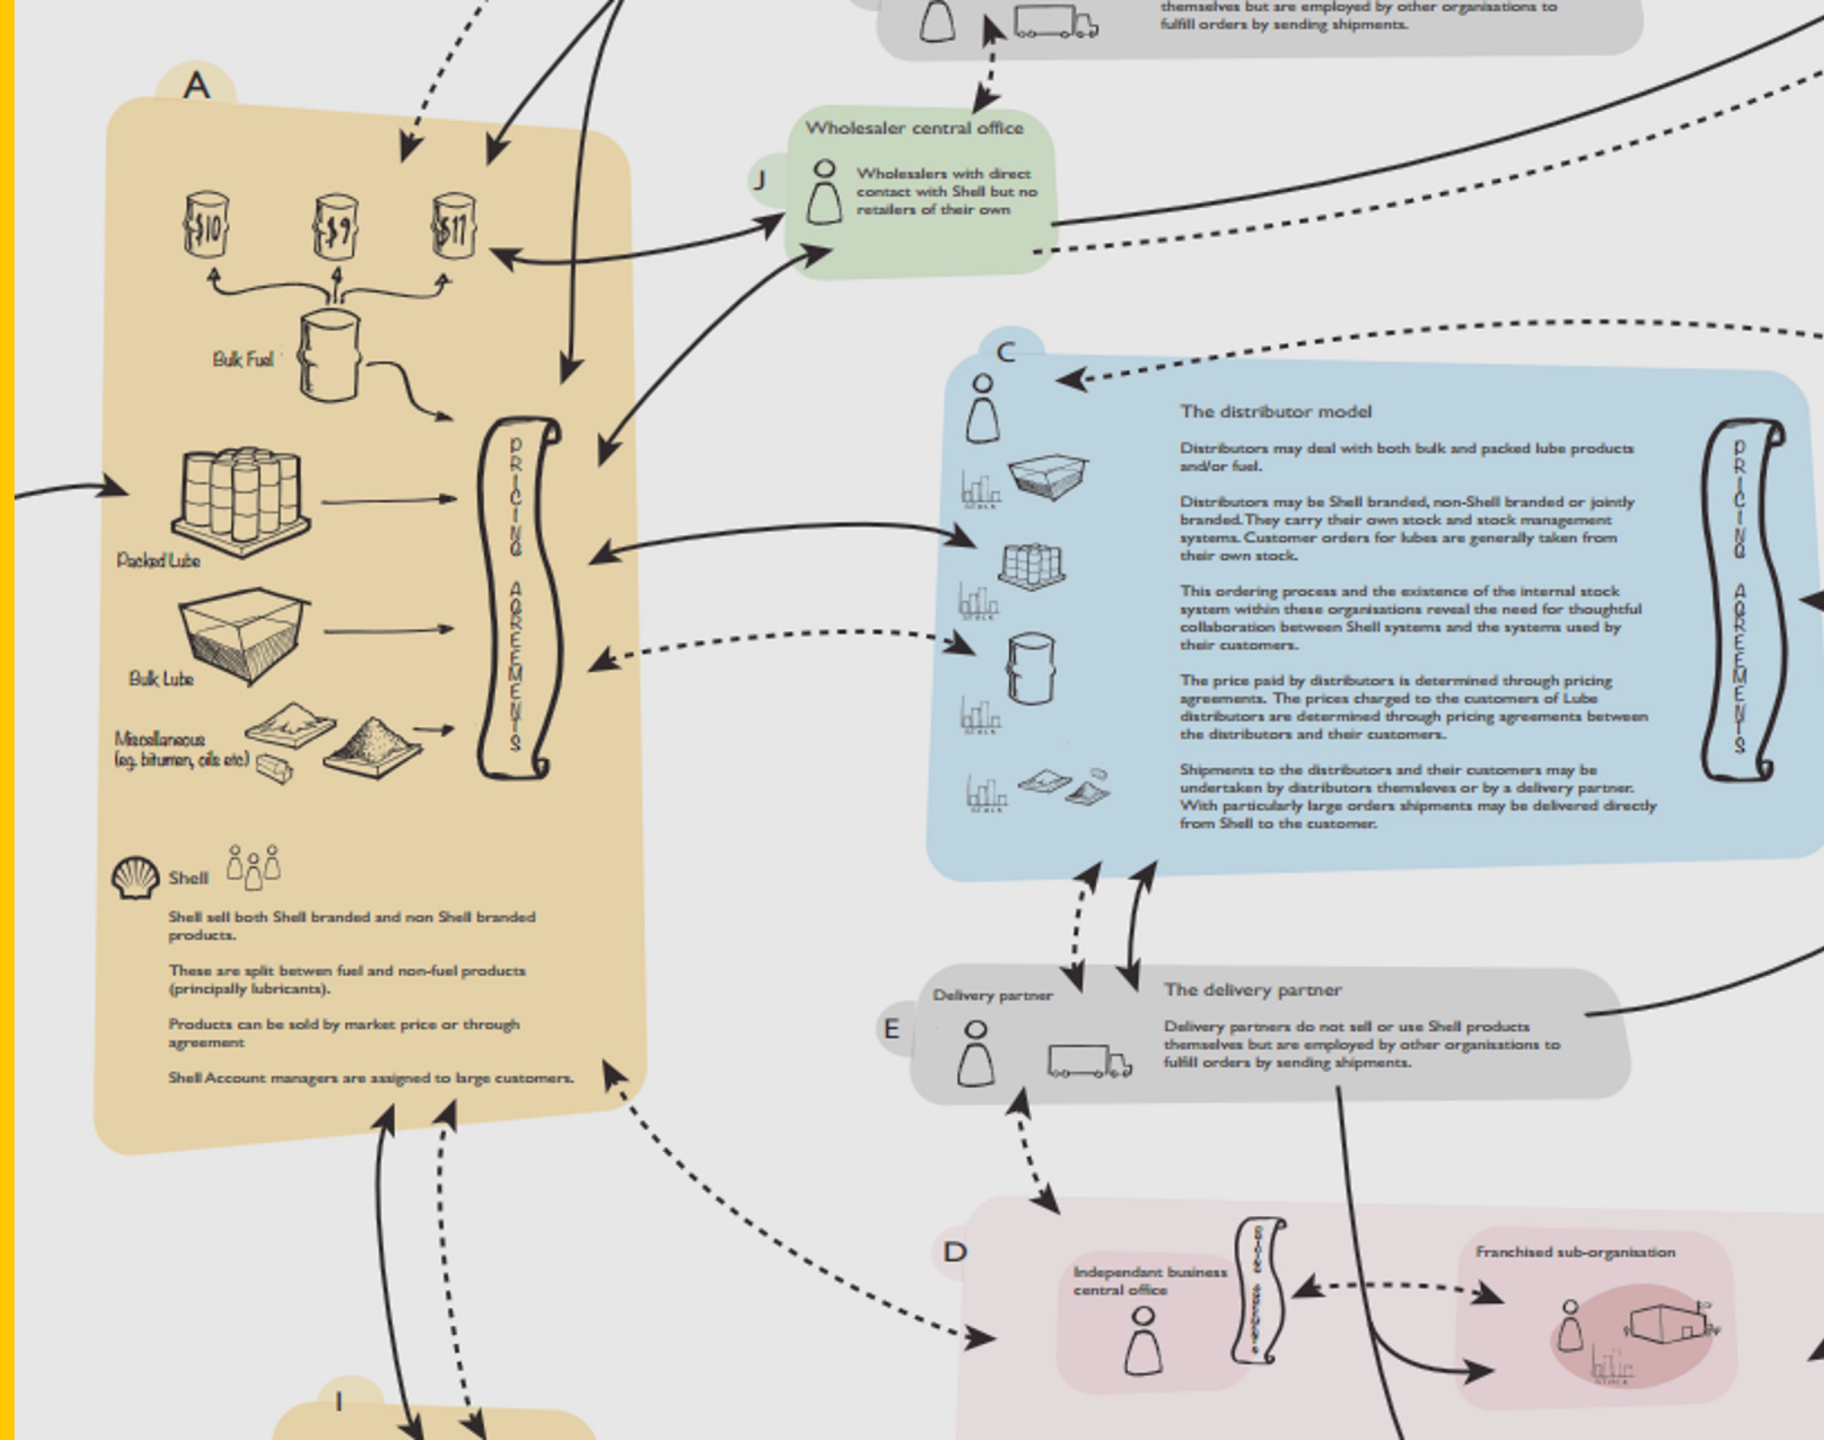 themselves but are employed by other organisations to
fulfill orders by sending shipments.
A
$10
$9
$11
Bulk Fuel
Packed Lube
Bulk Lube
Miscellaneous
(eg. bitumen, oils etc)
PRICING AGREEMENTS
Shell
Shell sell both Shell branded and non Shell branded
products.
These are split betwen fuel and non-fuel products
(principally lubricants).
Products can be sold by market price or through
agreement
Shell Account managers are assigned to large customers.
J
Wholesaler central office
Wholesalers with direct
contact with Shell but no
retailers of their own
C
The distributor model
Distributors may deal with both bulk and packed lube products
and/or fuel.
Distributors may be Shell branded, non-Shell branded or jointly
branded. They carry their own stock and stock management
systems. Customer orders for lubes are generally taken from
their own stock.
This ordering process and the existence of the internal stock
system within these organisations reveal the need for thoughtful
collaboration between Shell systems and the systems used by
their customers.
The price paid by distributors is determined through pricing
agreements. The prices charged to the customers of Lube
distributors are determined through pricing agreements between
the distributors and their customers.
Shipments to the distributors and their customers may be
undertaken by distributors themsleves or by a delivery partner.
With particularly large orders shipments may be delivered directly
from Shell to the customer.
STOCK
STOCK
STOCK
STOCK
PRICING AGREEMENTS
E
Delivery partner
The delivery partner
Delivery partners do not sell or use Shell products
themselves but are employed by other organisations to
fulfill orders by sending shipments.
D
Independant business
central office
Franchised sub-organisation
STOCK
I